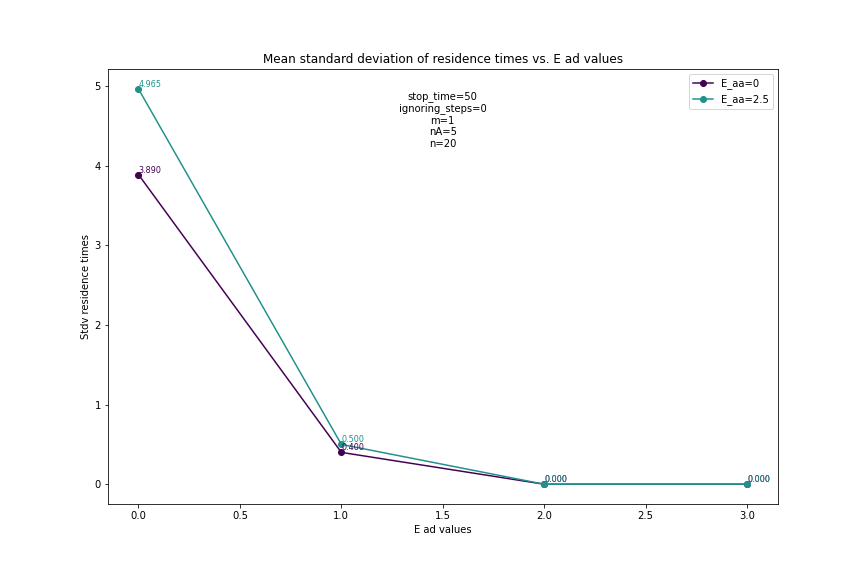 Mean standard deviation of residence times vs. E ad values
E_aa=0
E_aa=2.5
stop_time=50
ignoring_steps=0
m=1
nA=5
n=20
Stdv residence times
5
4
3
2
1
0
4.965
3.890
0.500
0.400
0.000
0.000
0.0
0.5
1.0
1.5
2.0
2.5
3.0
E ad values